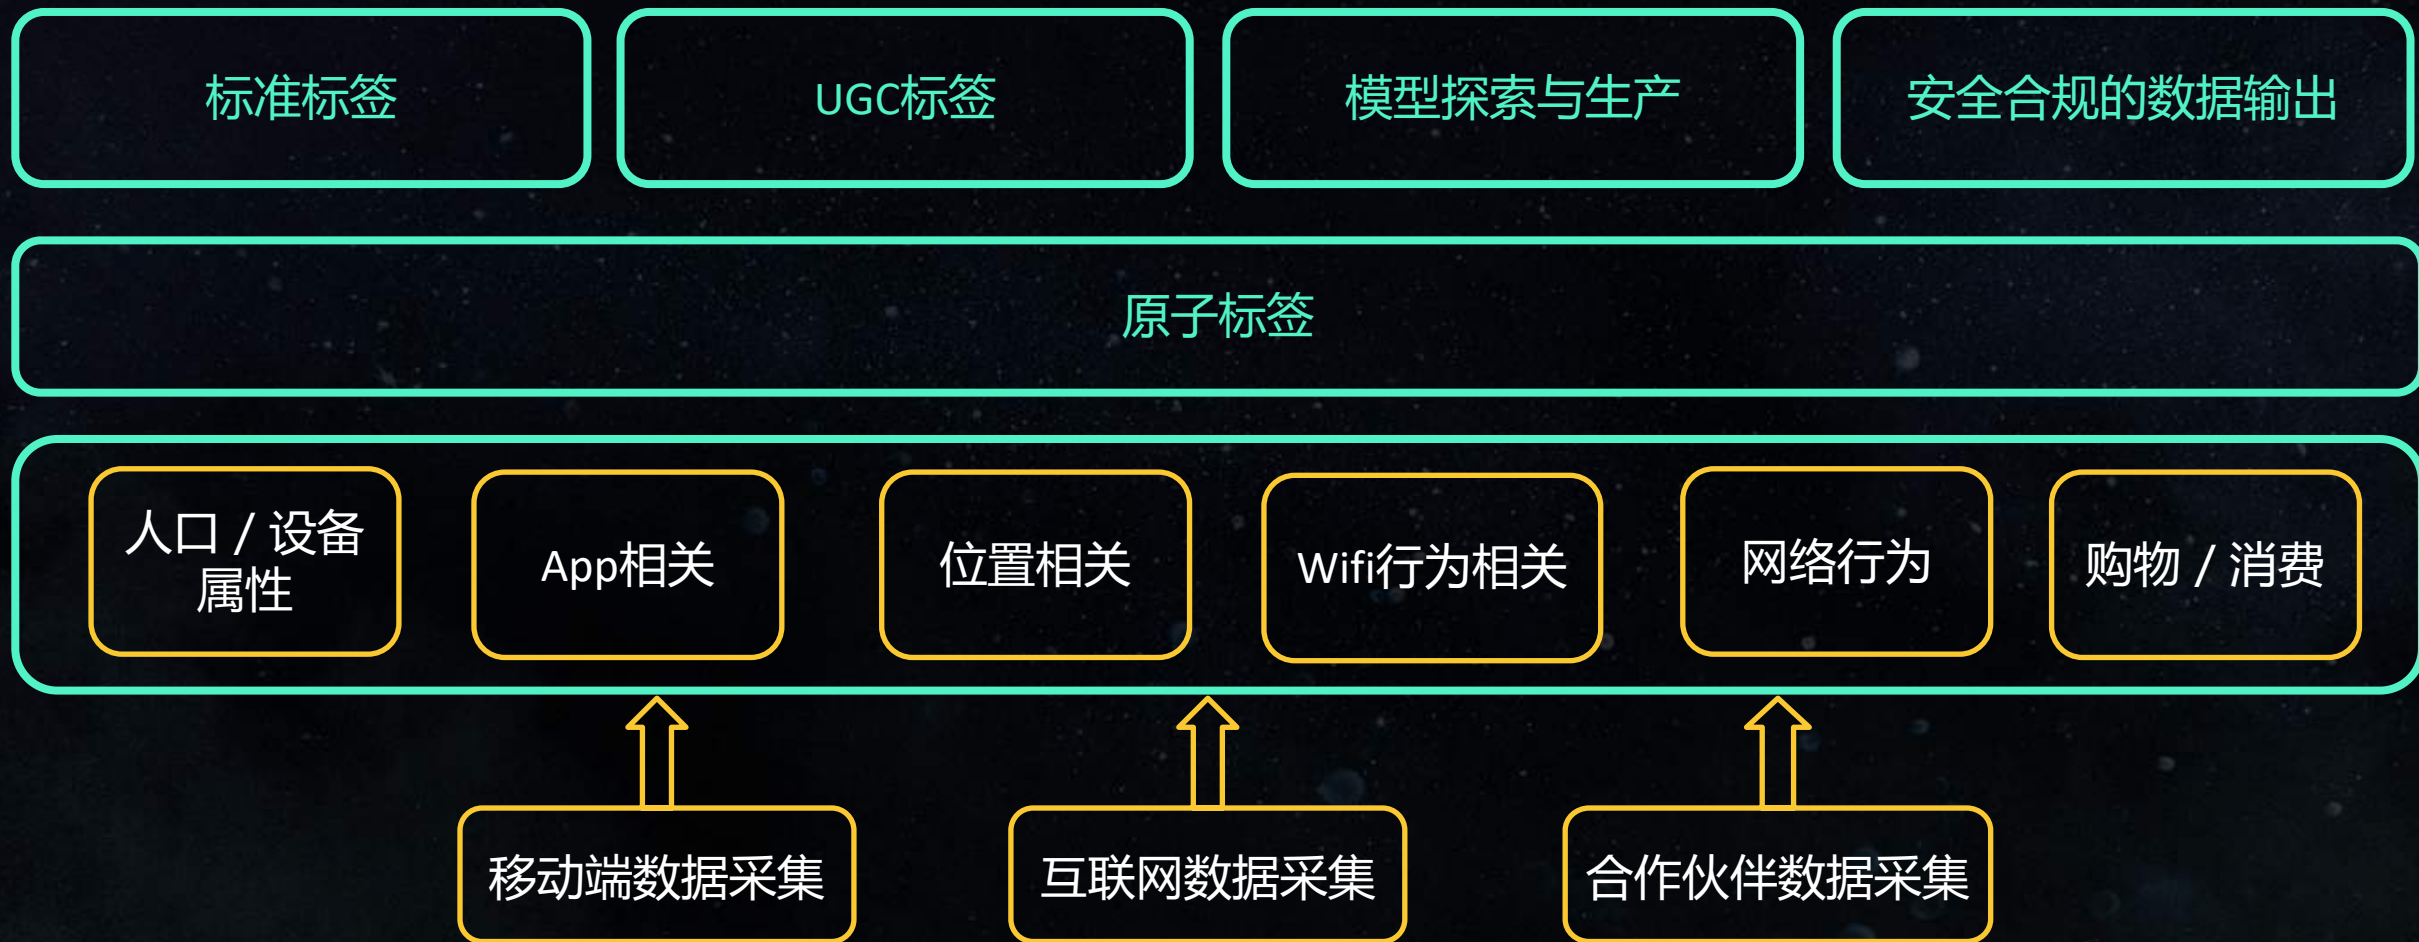 标准标签
UGC标签
模型探索与生产
安全合规的数据输出
原子标签
人口 / 设备
属性
App相关
位置相关
Wifi行为相关
网络行为
购物 / 消费
移动端数据采集
互联网数据采集
合作伙伴数据采集